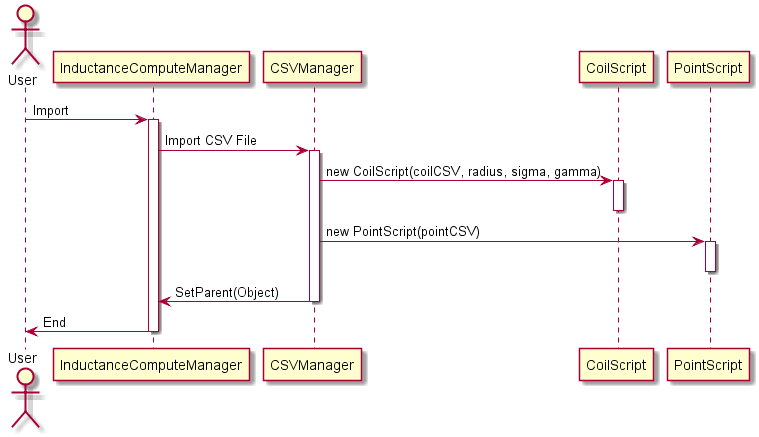 User
InductanceComputeManager
CSVManager
CoilScript
PointScript
Import
Import CSV File
new CoilScript(coilCSV, radius, sigma, gamma)
new PointScript(pointCSV)
SetParent(Object)
End
User
InductanceComputeManager
CSVManager
CoilScript
PointScript